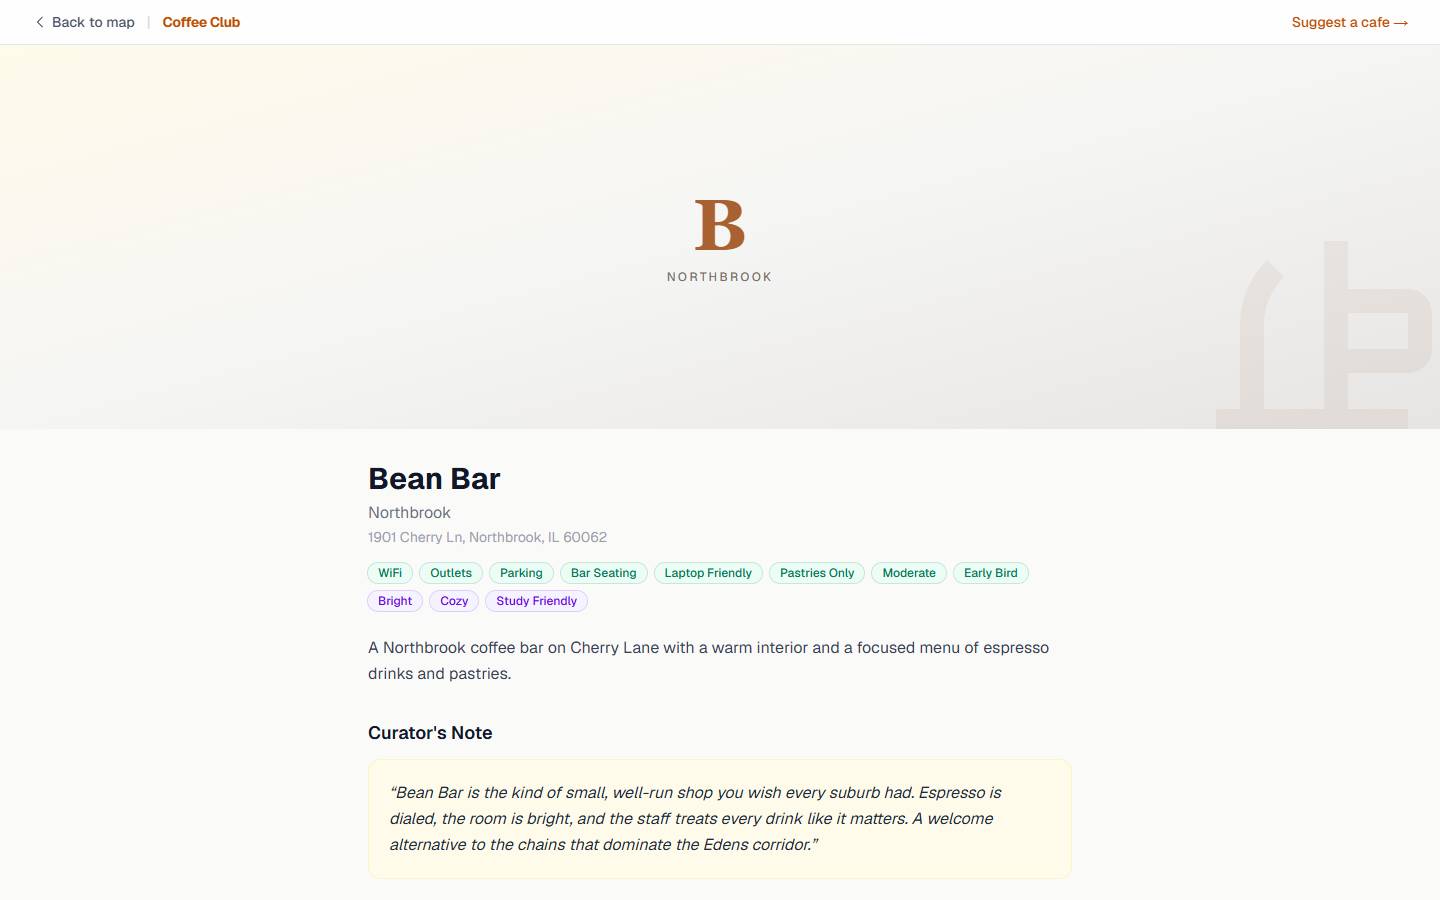 Back to map | Coffee Club
Suggest a cafe →
B
NORTHBROOK
Bean Bar
Northbrook
1901 Cherry Ln, Northbrook, IL 60062
WiFi Outlets Parking Bar Seating Laptop Friendly Pastries Only Moderate Early Bird
Bright Cozy Study Friendly
A Northbrook coffee bar on Cherry Lane with a warm interior and a focused menu of espresso
drinks and pastries.
Curator's Note
“Bean Bar is the kind of small, well-run shop you wish every suburb had. Espresso is
dialed, the room is bright, and the staff treats every drink like it matters. A welcome
alternative to the chains that dominate the Edens corridor.”